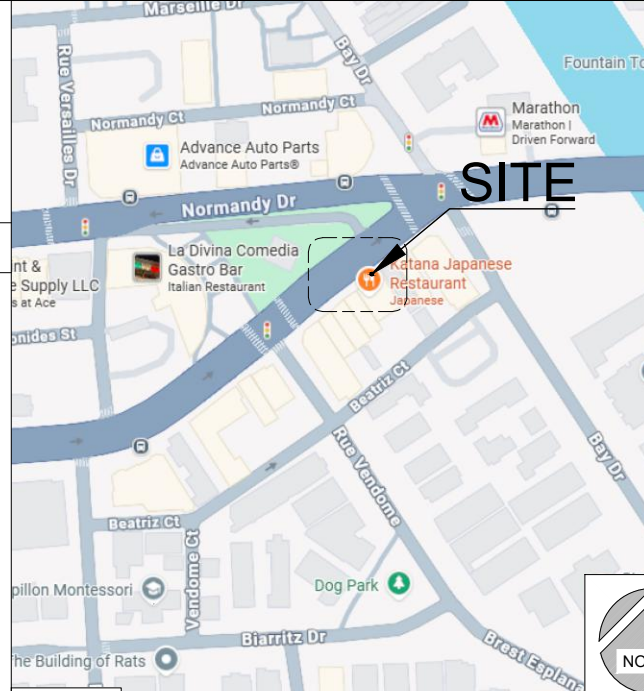 Marseille Dr
Bay Dr
Fountain To
Rue Versailles Dr
Normandy Ct
Normandy Ct
Marathon
Marathon |
Driven Forward
Advance Auto Parts
Advance Auto Parts®
SITE
Normandy Dr
La Divina Comedia
Gastro Bar
Italian Restaurant
nt &
e Supply LLC
s at Ace
Katana Japanese
Restaurant
Japanese
onides St
Beatriz Ct
Rue Vendome
Bay Dr
Beatriz Ct
Vendome Ct
pillon Montessori
Dog Park
Biarritz Dr
The Building of Rats
Brest Esplana
NO